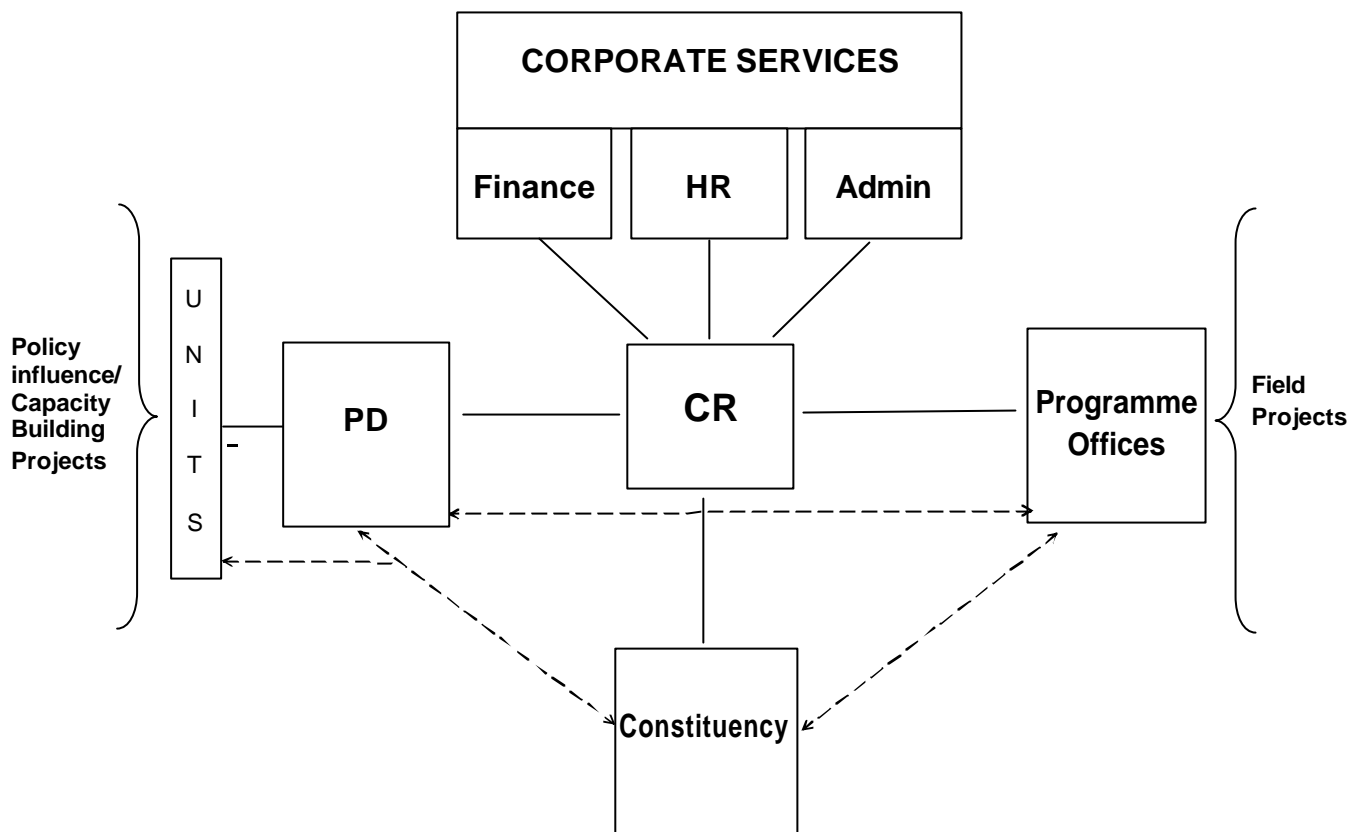 CORPORATE SERVICES
Finance
HR
Admin
U
N
I
T
S
Policy
influence/
Capacity
Building
Projects
PD
CR
Programme
Offices
Field
Projects
Constituency